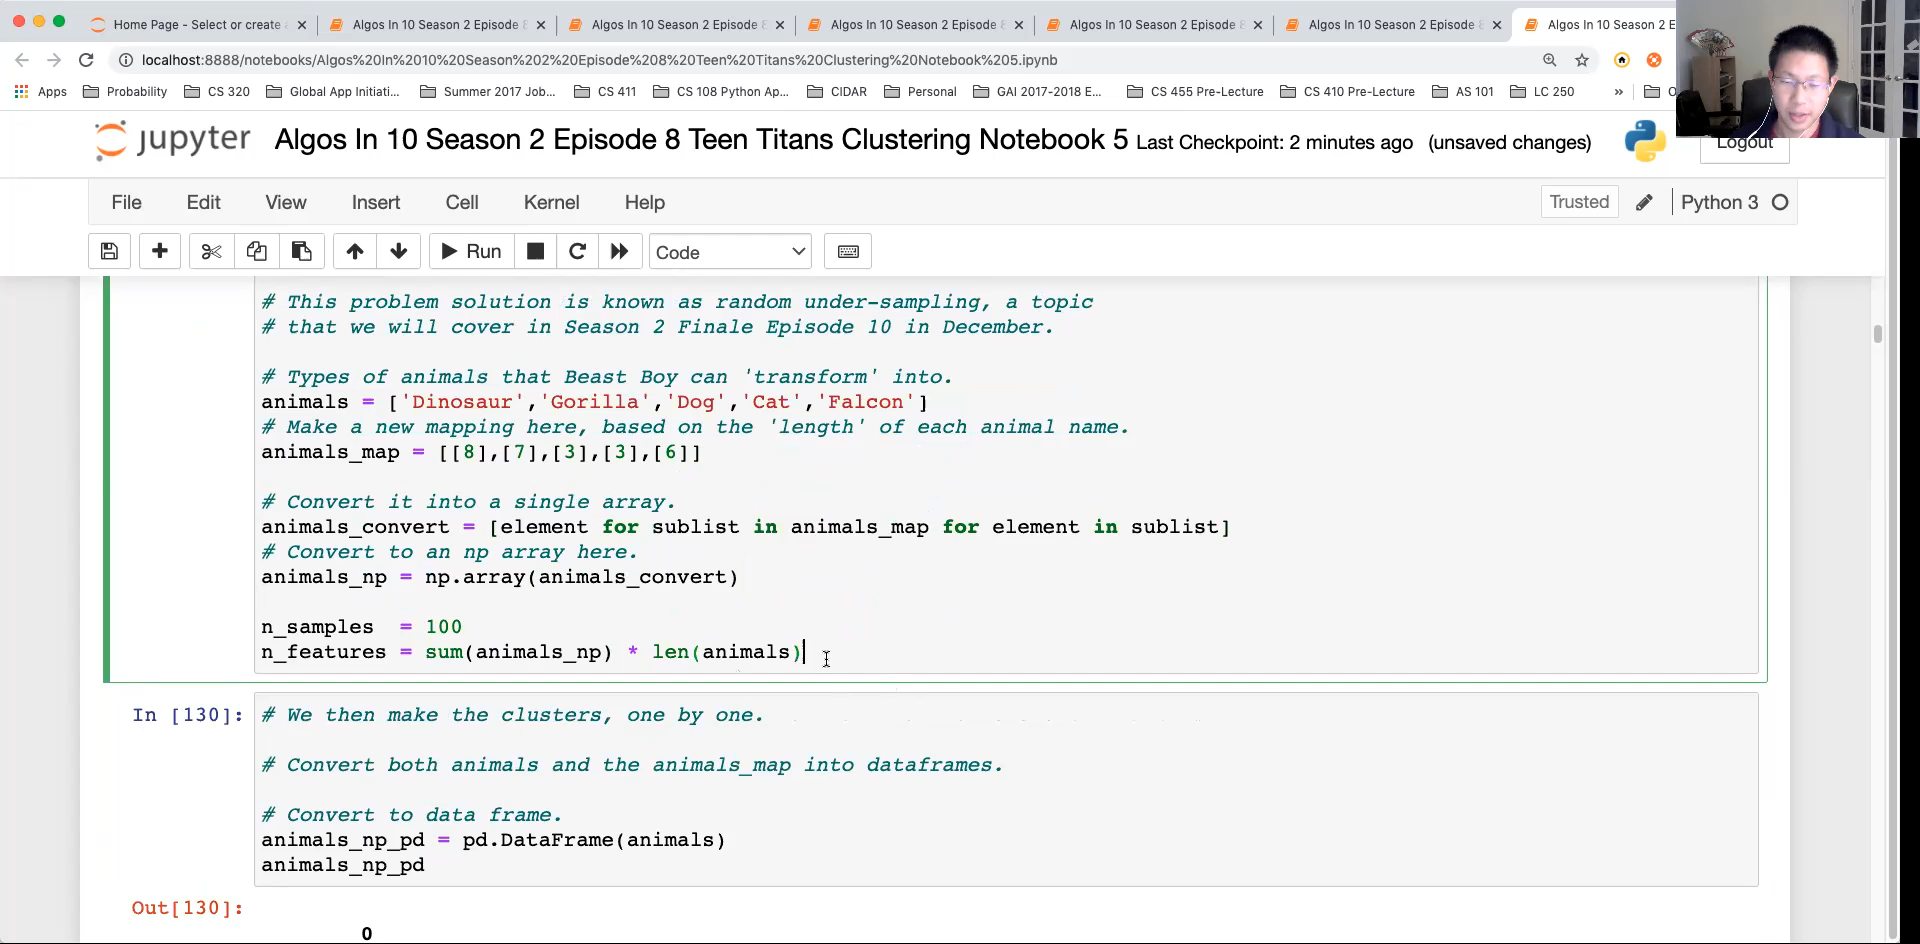 Home Page - Select or create a
Algos In 10 Season 2 Episode 8
Algos In 10 Season 2 Episode 8
Algos In 10 Season 2 Episode 8
Algos In 10 Season 2 Episode 8
Algos In 10 Season 2 Episode 8
Algos In 10 Season 2 E
localhost:8888/notebooks/Algos%20In%2010%20Season%202%20Episode%208%20Teen%20Titans%20Clustering%20Notebook%205.ipynb
Apps Probability CS 320 Global App Initiati... Summer 2017 Job... CS 411 CS 108 Python Ap... CIDAR Personal GAI 2017-2018 E... CS 455 Pre-Lecture CS 410 Pre-Lecture AS 101 LC 250 » O
jupyter Algos In 10 Season 2 Episode 8 Teen Titans Clustering Notebook 5 Last Checkpoint: 2 minutes ago (unsaved changes) Logout
File Edit View Insert Cell Kernel Help Trusted Python 3
Run Code
# This problem solution is known as random under-sampling, a topic
# that we will cover in Season 2 Finale Episode 10 in December.
# Types of animals that Beast Boy can 'transform' into.
animals = ['Dinosaur','Gorilla','Dog','Cat','Falcon']
# Make a new mapping here, based on the 'length' of each animal name.
animals_map = [[8],[7],[3],[3],[6]]
# Convert it into a single array.
animals_convert = [element for sublist in animals_map for element in sublist]
# Convert to an np array here.
animals_np = np.array(animals_convert)
n_samples = 100
n_features = sum(animals_np) * len(animals)
In [130]: # We then make the clusters, one by one.
# Convert both animals and the animals_map into dataframes.
# Convert to data frame.
animals_np_pd = pd.DataFrame(animals)
animals_np_pd
Out[130]:
0